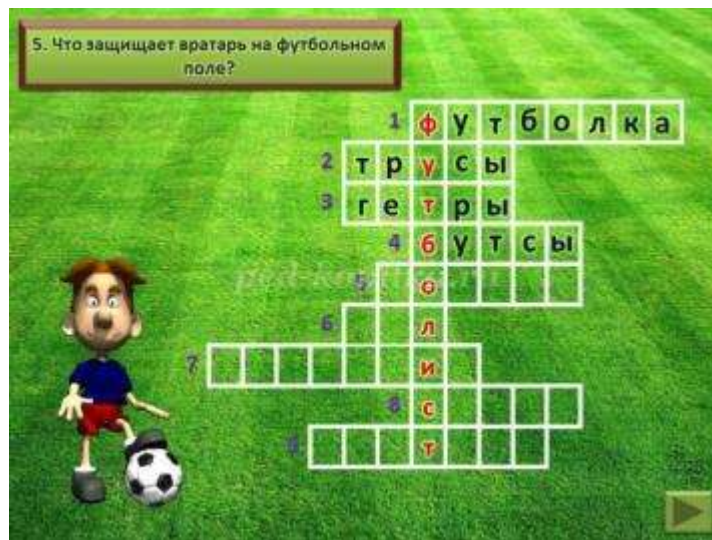 5. Что защищает вратарь на футбольном
поле?
1 футболка
2 трусы
3 гетры
4 бутсы
5 о
6 л
7 и
8 с
т